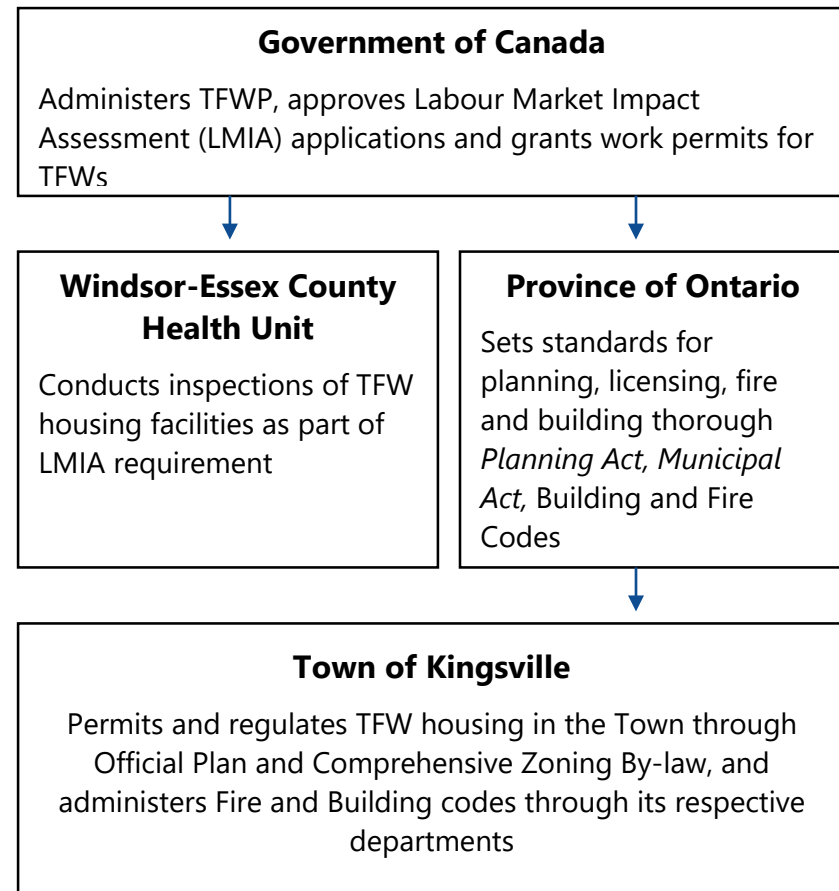 Government of Canada
Administers TFWP, approves Labour Market Impact
Assessment (LMIA) applications and grants work permits for
TFWs
Windsor-Essex County
Health Unit
Conducts inspections of TFW
housing facilities as part of
LMIA requirement
Province of Ontario
Sets standards for
planning, licensing, fire
and building thorough
Planning Act, Municipal
Act, Building and Fire
Codes
Town of Kingsville
Permits and regulates TFW housing in the Town through
Official Plan and Comprehensive Zoning By-law, and
administers Fire and Building codes through its respective
departments